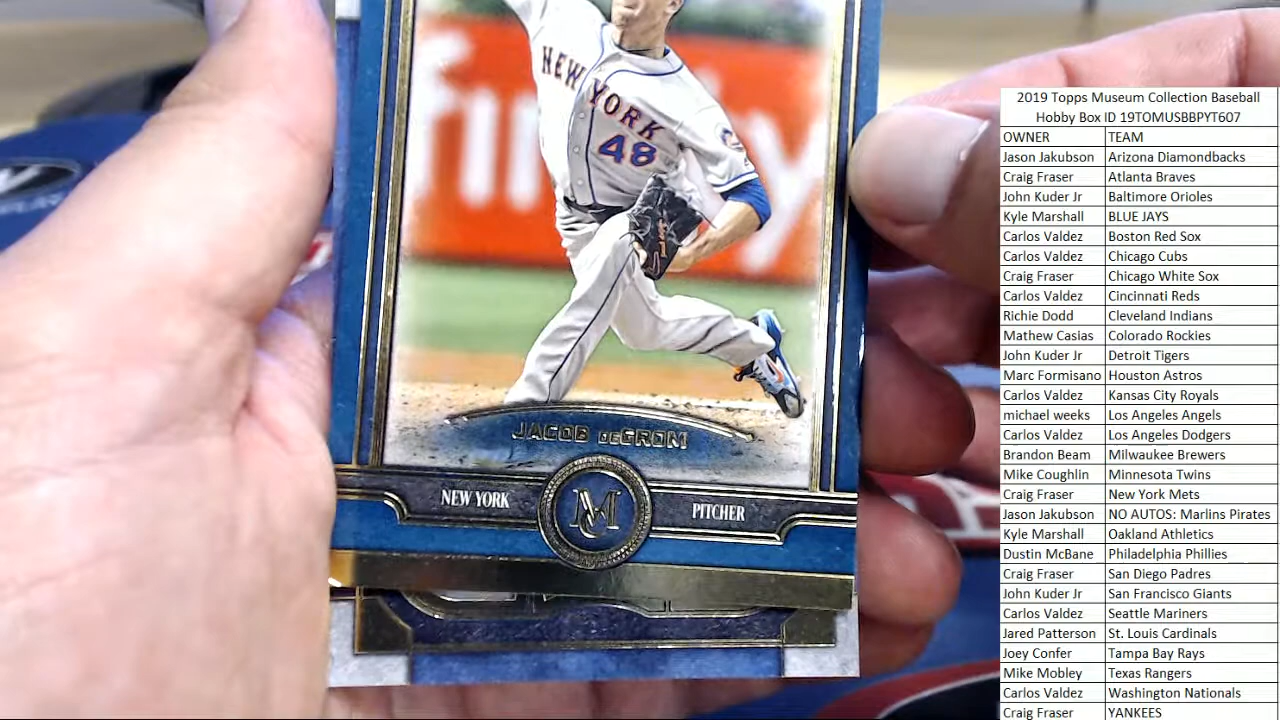 NEW YORK
48
JACOB deGROM
NEW YORK
MC
PITCHER
2019 Topps Museum Collection Baseball
Hobby Box ID 19TOMUSBBPYT607
OWNER TEAM
Jason Jakubson Arizona Diamondbacks
Craig Fraser Atlanta Braves
John Kuder Jr Baltimore Orioles
Kyle Marshall BLUE JAYS
Carlos Valdez Boston Red Sox
Carlos Valdez Chicago Cubs
Craig Fraser Chicago White Sox
Carlos Valdez Cincinnati Reds
Richie Dodd Cleveland Indians
Mathew Casias Colorado Rockies
John Kuder Jr Detroit Tigers
Marc Formisano Houston Astros
Carlos Valdez Kansas City Royals
michael weeks Los Angeles Angels
Carlos Valdez Los Angeles Dodgers
Brandon Beam Milwaukee Brewers
Mike Coughlin Minnesota Twins
Craig Fraser New York Mets
Jason Jakubson NO AUTOS: Marlins Pirates
Kyle Marshall Oakland Athletics
Dustin McBane Philadelphia Phillies
Craig Fraser San Diego Padres
John Kuder Jr San Francisco Giants
Carlos Valdez Seattle Mariners
Jared Patterson St. Louis Cardinals
Joey Confer Tampa Bay Rays
Mike Mobley Texas Rangers
Carlos Valdez Washington Nationals
Craig Fraser YANKEES